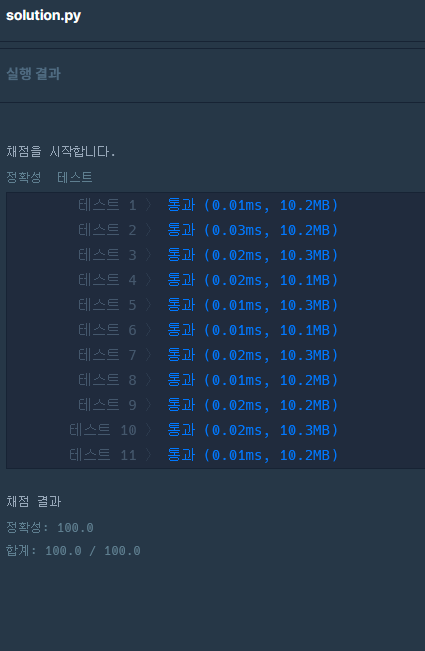 solution.py
실행 결과
채점을 시작합니다.
정확성 테스트
테스트 1 〉 통과 (0.01ms, 10.2MB)
테스트 2 〉 통과 (0.03ms, 10.2MB)
테스트 3 〉 통과 (0.02ms, 10.3MB)
테스트 4 〉 통과 (0.02ms, 10.1MB)
테스트 5 〉 통과 (0.01ms, 10.3MB)
테스트 6 〉 통과 (0.01ms, 10.1MB)
테스트 7 〉 통과 (0.02ms, 10.3MB)
테스트 8 〉 통과 (0.01ms, 10.2MB)
테스트 9 〉 통과 (0.02ms, 10.2MB)
테스트 10 〉 통과 (0.02ms, 10.3MB)
테스트 11 〉 통과 (0.01ms, 10.2MB)
채점 결과
정확성: 100.0
합계: 100.0 / 100.0